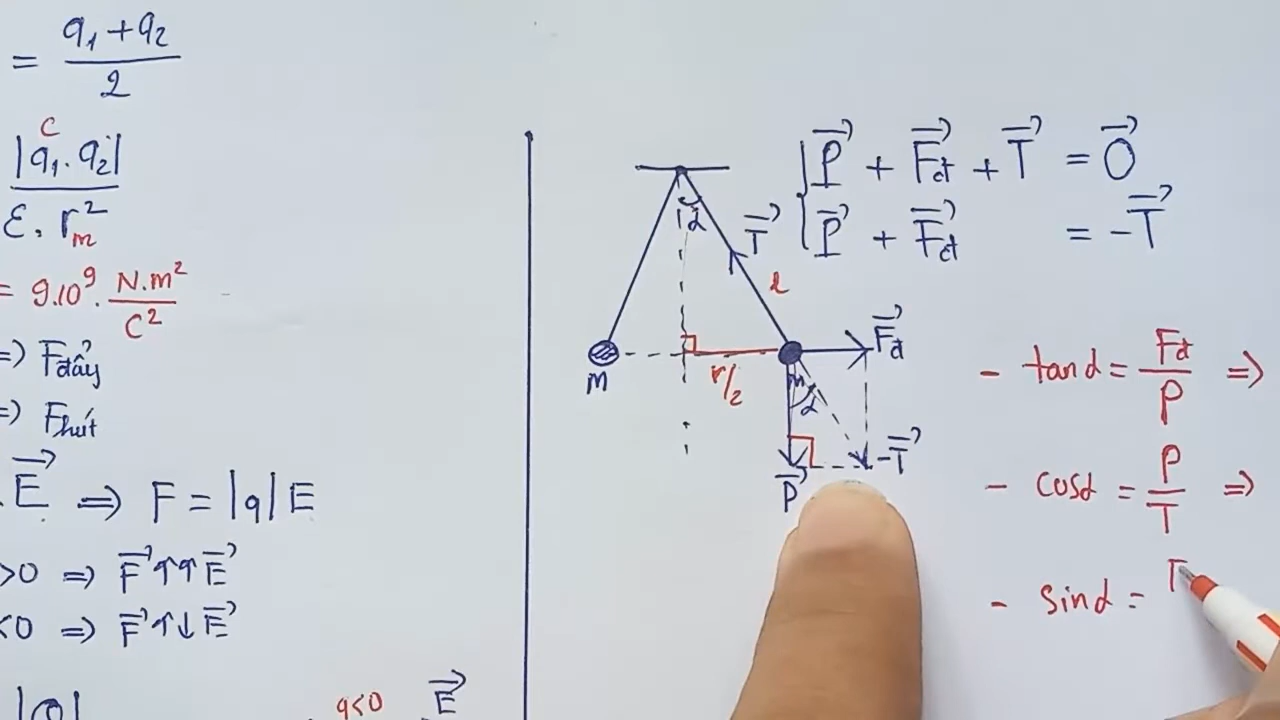 = q₁ + q₂ / 2
C
|q₁ . q₂|
ε . r² m
= 9.10⁹ . N.m² / C²
=> Fđẩy
=> Fhút
. E⃗ => F = |q| E
>0 => F⃗ ↑↑ E⃗
<0 => F⃗ ↑↓ E⃗
|Q|
q<0 E⃗
P⃗ + F⃗đ + T⃗ = 0⃗
P⃗ + F⃗đ = -T⃗
α
T⃗
l
F⃗đ
m
r/2
m
α
P⃗
-T⃗
- tanα = Fđ / P =>
- cosα = P / T =>
- sinα =